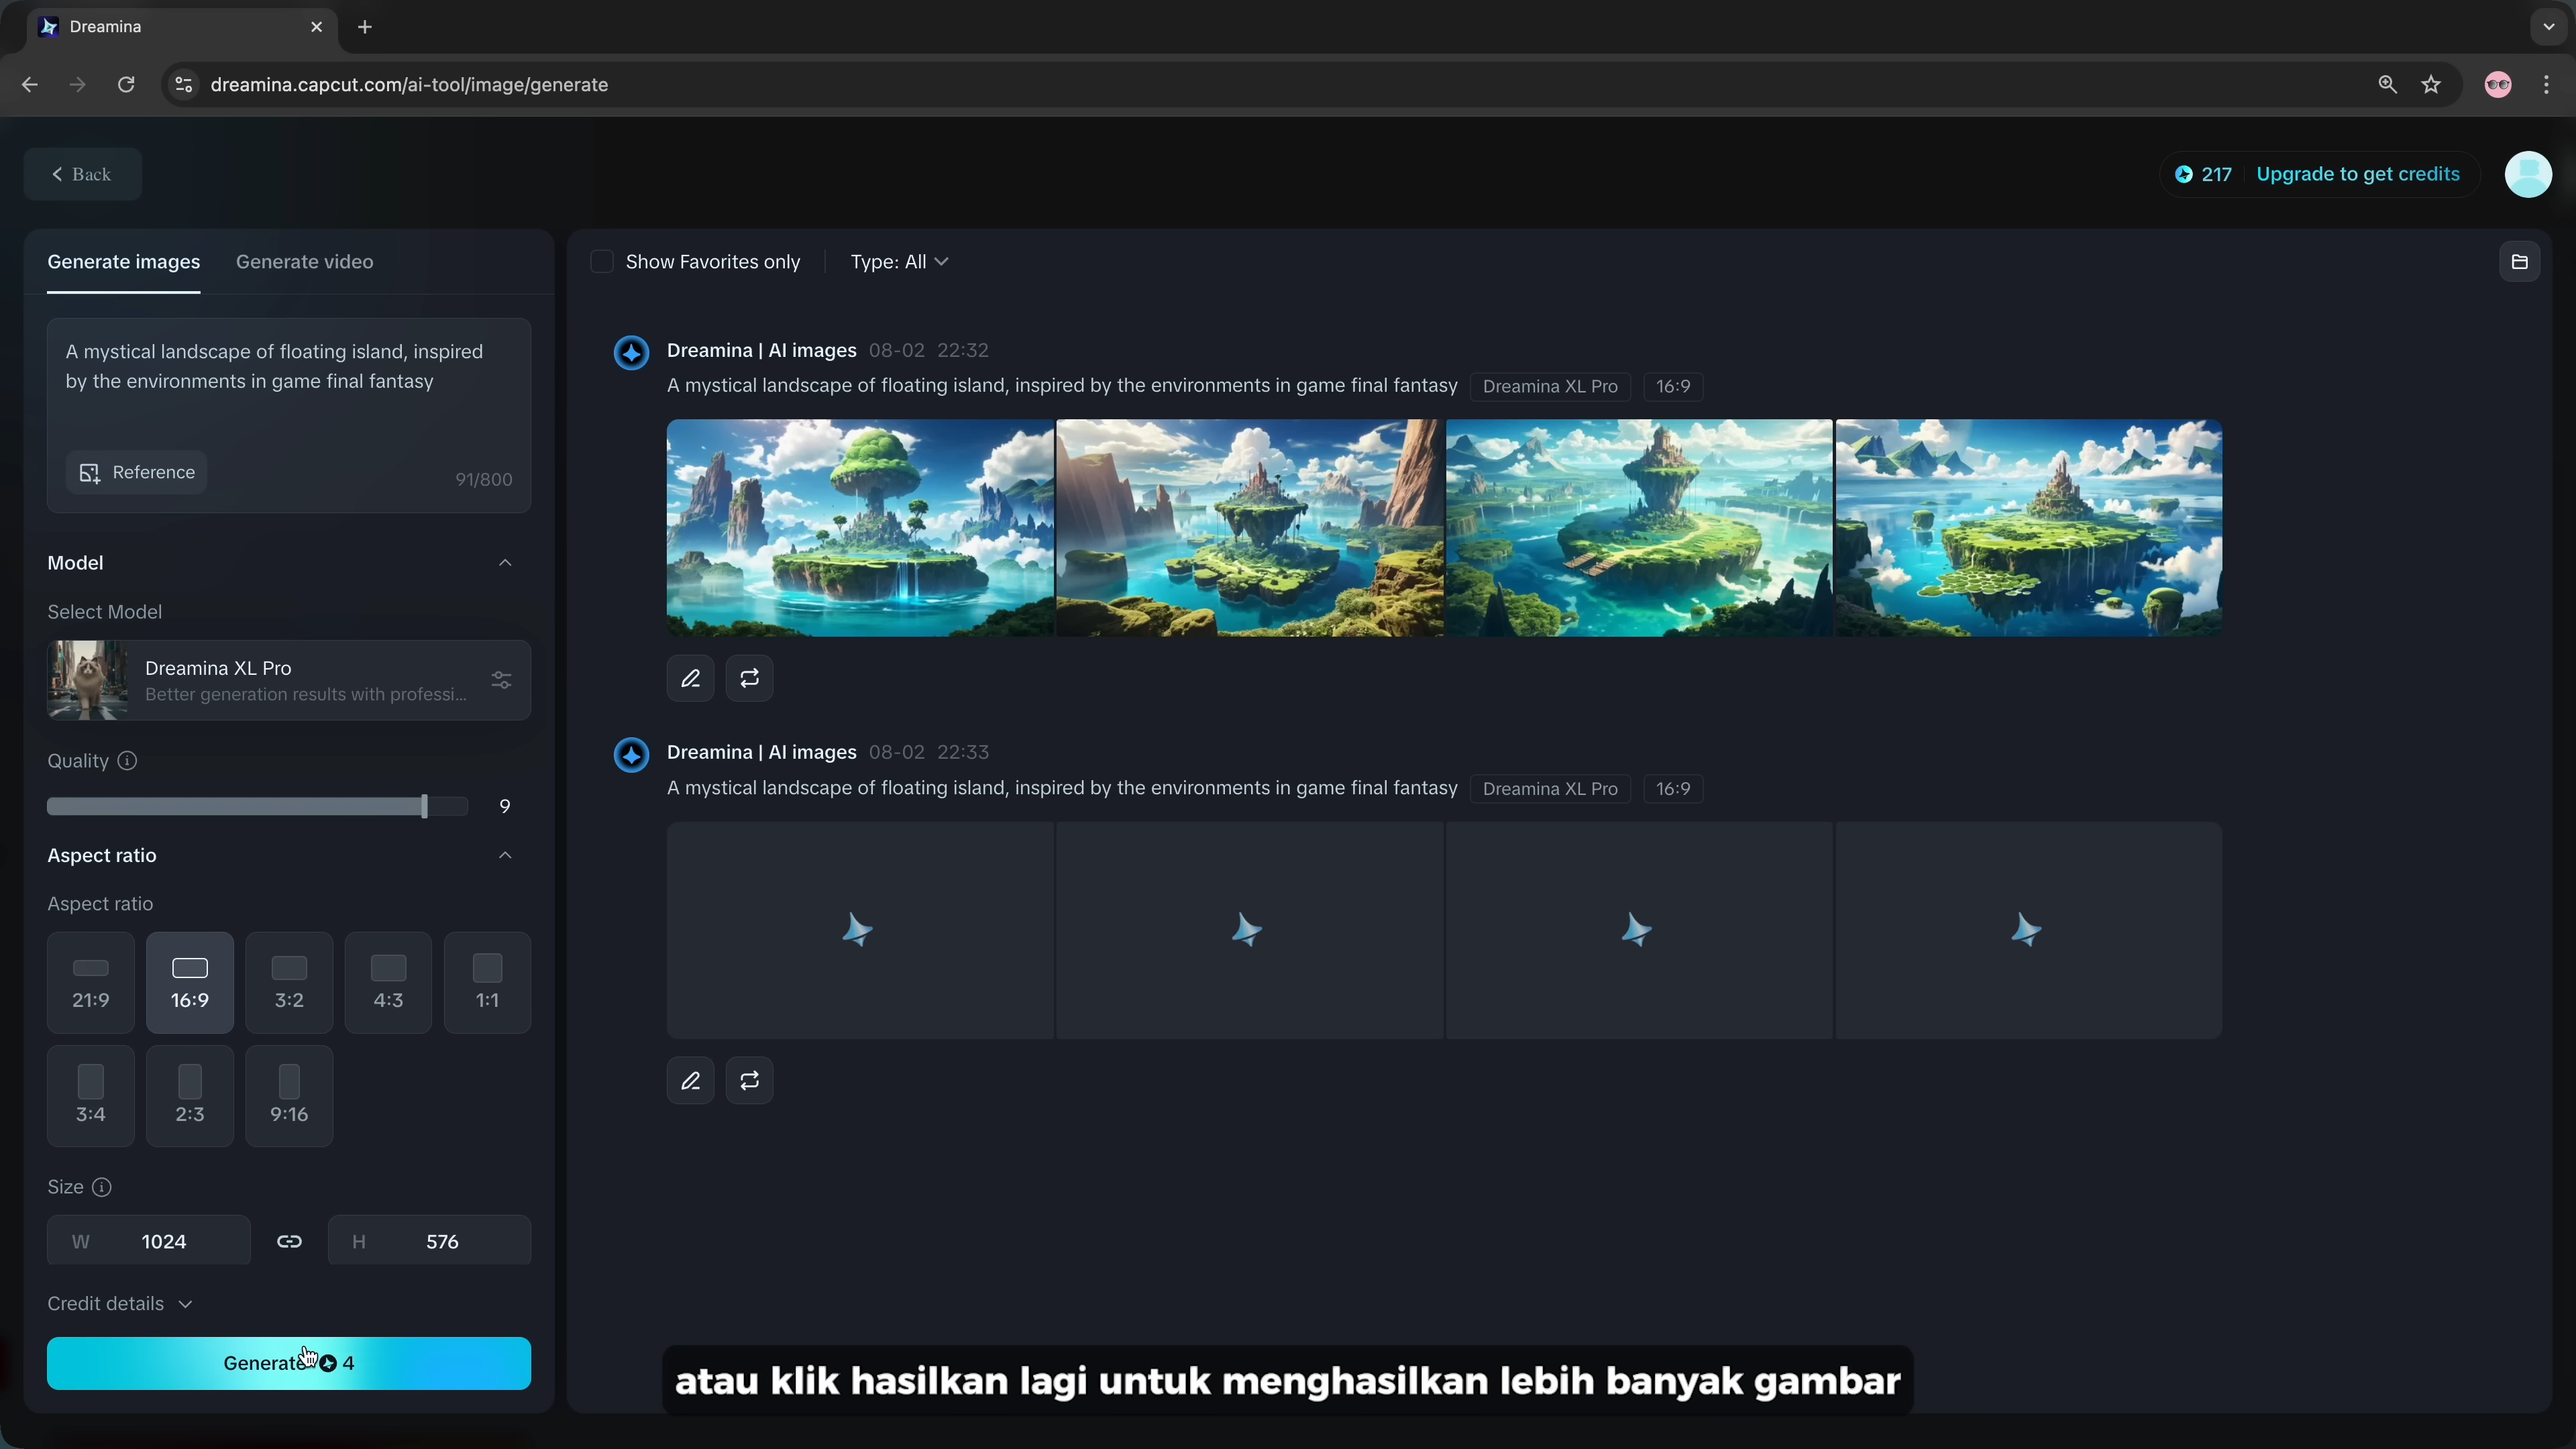 Dreamina
dreamina.capcut.com/ai-tool/image/generate
Back
217 Upgrade to get credits
Generate images Generate video
A mystical landscape of floating island, inspired
by the environments in game final fantasy
Reference 91/800
Model
Select Model
Dreamina XL Pro
Better generation results with professi...
Quality
9
Aspect ratio
Aspect ratio
21:9 16:9 3:2 4:3 1:1
3:4 2:3 9:16
Size
W 1024 H 576
Credit details
Generate 4
Show Favorites only Type: All
Dreamina | AI images 08-02 22:32
A mystical landscape of floating island, inspired by the environments in game final fantasy Dreamina XL Pro 16:9
Dreamina | AI images 08-02 22:33
A mystical landscape of floating island, inspired by the environments in game final fantasy Dreamina XL Pro 16:9
atau klik hasilkan lagi untuk menghasilkan lebih banyak gambar